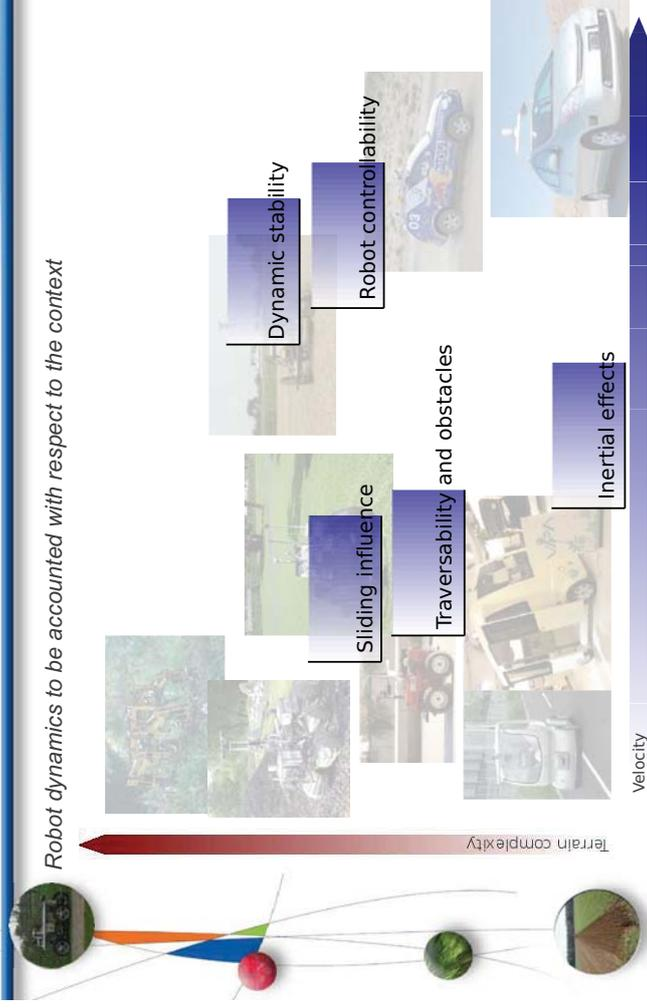 Robot dynamics to be accounted with respect to the context
Terrain complexity
Dynamic stability
Robot controllability
Sliding influence
Traversability and obstacles
Inertial effects
Velocity